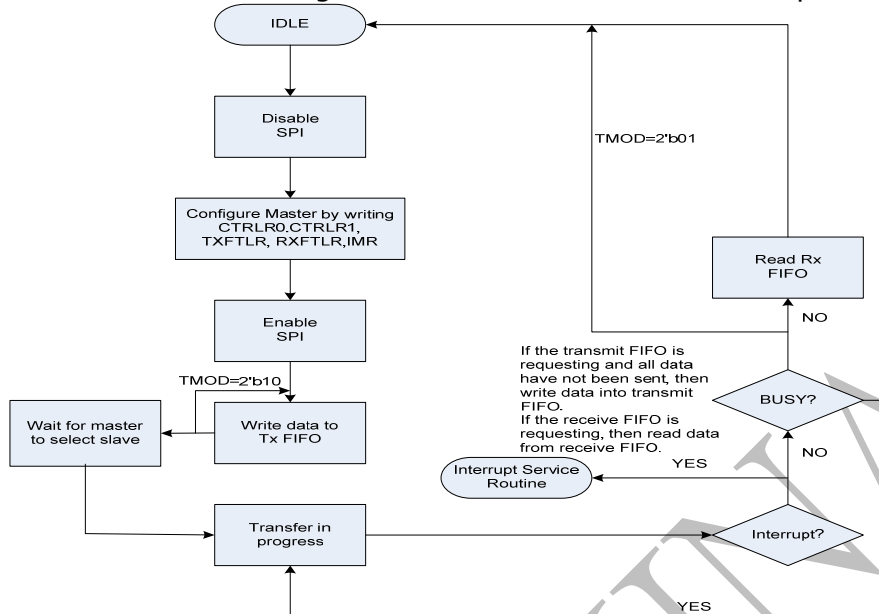 IDLE
Disable
SPI
TMOD=2'b01
Configure Master by writing
CTRLR0.CTRLR1,
TXFTLR, RXFTLR,IMR
Read Rx
FIFO
Enable
SPI
NO
If the transmit FIFO is
requesting and all data
have not been sent, then
write data into transmit
FIFO.
If the receive FIFO is
requesting, then read data
from receive FIFO.
TMOD=2'b10
Wait for master
to select slave
Write data to
Tx FIFO
BUSY?
NO
Interrupt Service
Routine
YES
Transfer in
progress
Interrupt?
YES